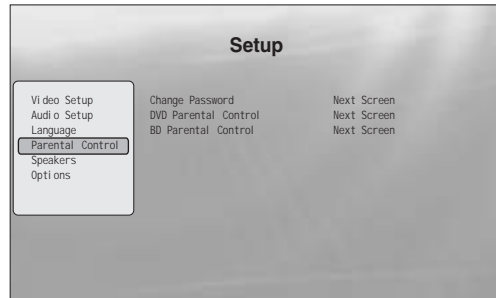 Setup
Video Setup
Audio Setup
Language
Parental Control
Speakers
Options
Change Password Next Screen
DVD Parental Control Next Screen
BD Parental Control Next Screen